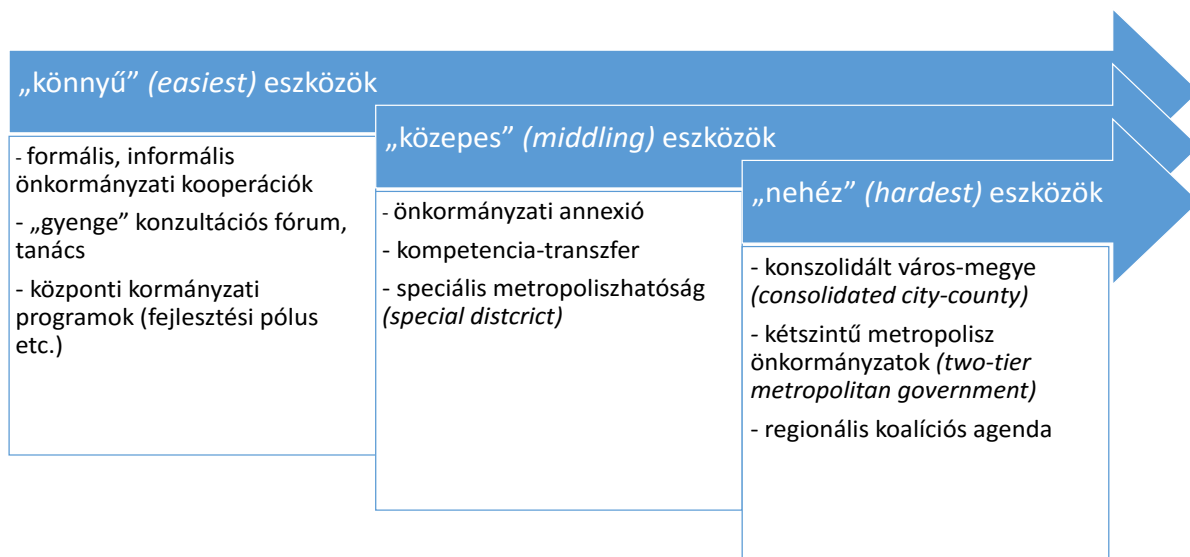 „könnyű” (easiest) eszközök
- formális, informális
önkormányzati kooperációk
- „gyenge” konzultációs fórum,
tanács
- központi kormányzati
programok (fejlesztési pólus
etc.)
„közepes” (middling) eszközök
- önkormányzati annexió
- kompetencia-transzfer
- speciális metropoliszhatóság
(special distcrict)
„nehéz” (hardest) eszközök
- konszolidált város-megye
(consolidated city-county)
- kétszintű metropolisz
önkormányzatok (two-tier
metropolitan government)
- regionális koalíciós agenda